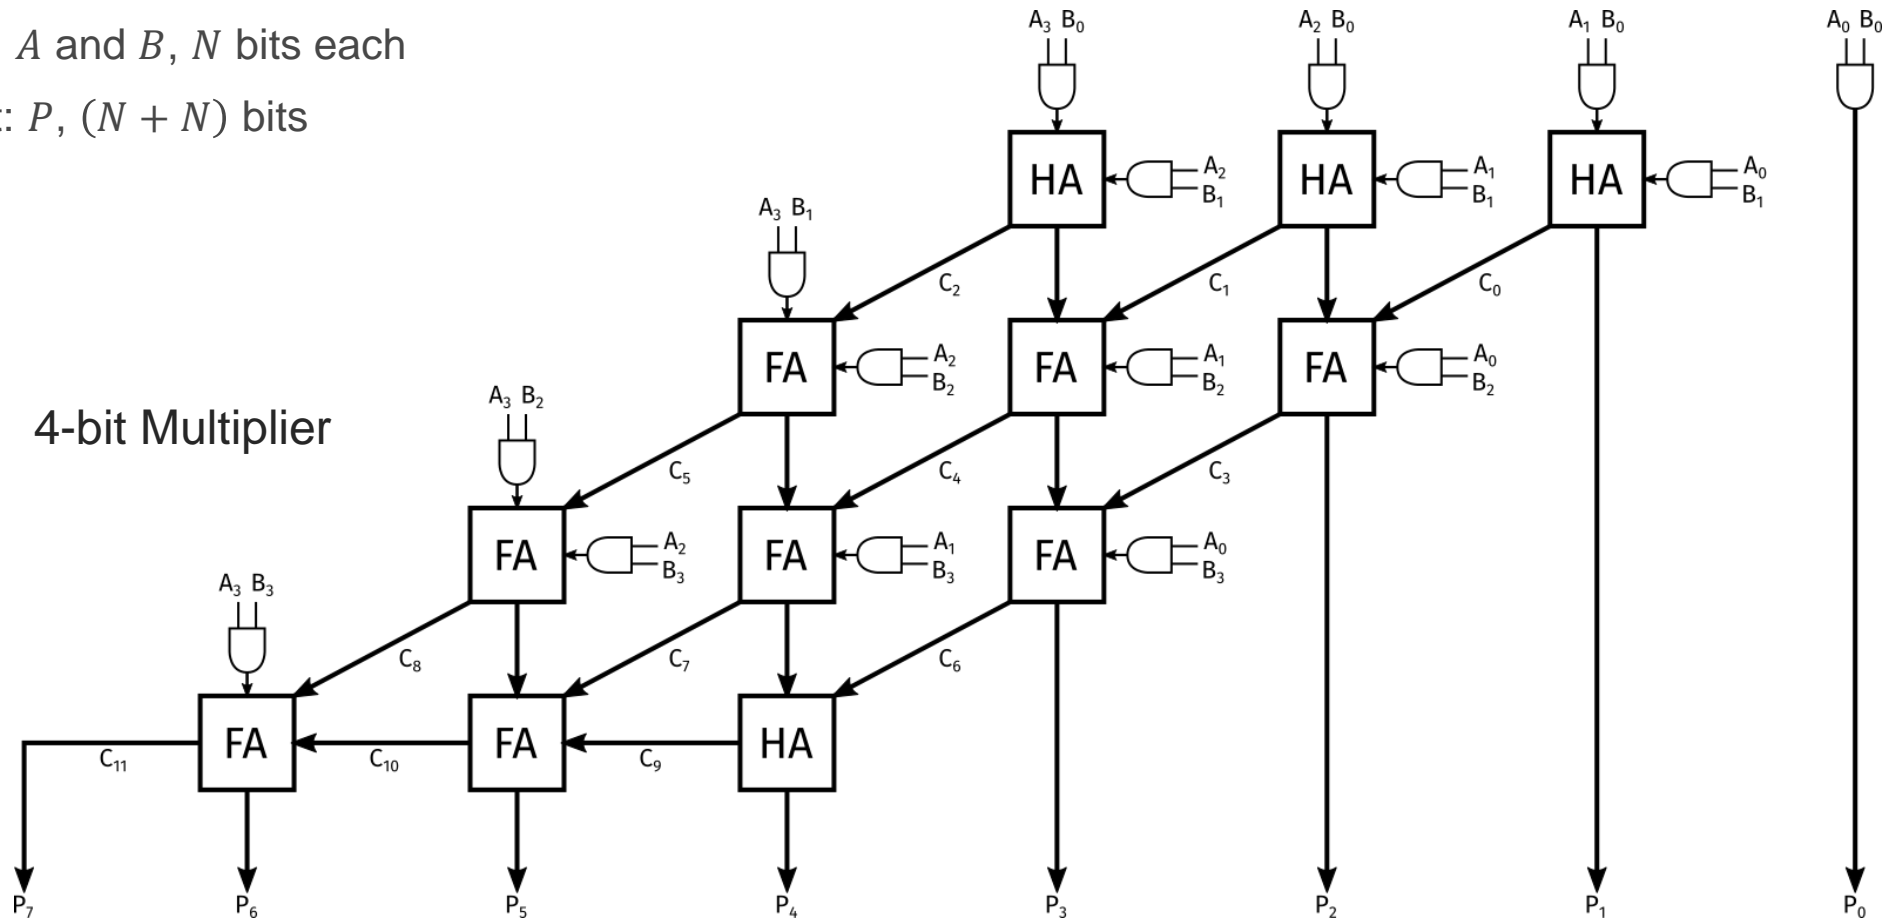 A and B, N bits each
t: P, (N + N) bits
A₃ B₀ A₂ B₀ A₁ B₀ A₀ B₀
HA A₂ B₁ HA A₁ B₁ HA A₀ B₁
A₃ B₁
C₂ C₁ C₀
FA A₂ B₂ FA A₁ B₂ FA A₀ B₂
A₃ B₂
4-bit Multiplier
C₅ C₄ C₃
FA A₂ B₃ FA A₁ B₃ FA A₀ B₃
A₃ B₃
C₈ C₇ C₆
FA FA HA
C₁₁ C₁₀ C₉
P₇ P₆ P₅ P₄ P₃ P₂ P₁ P₀